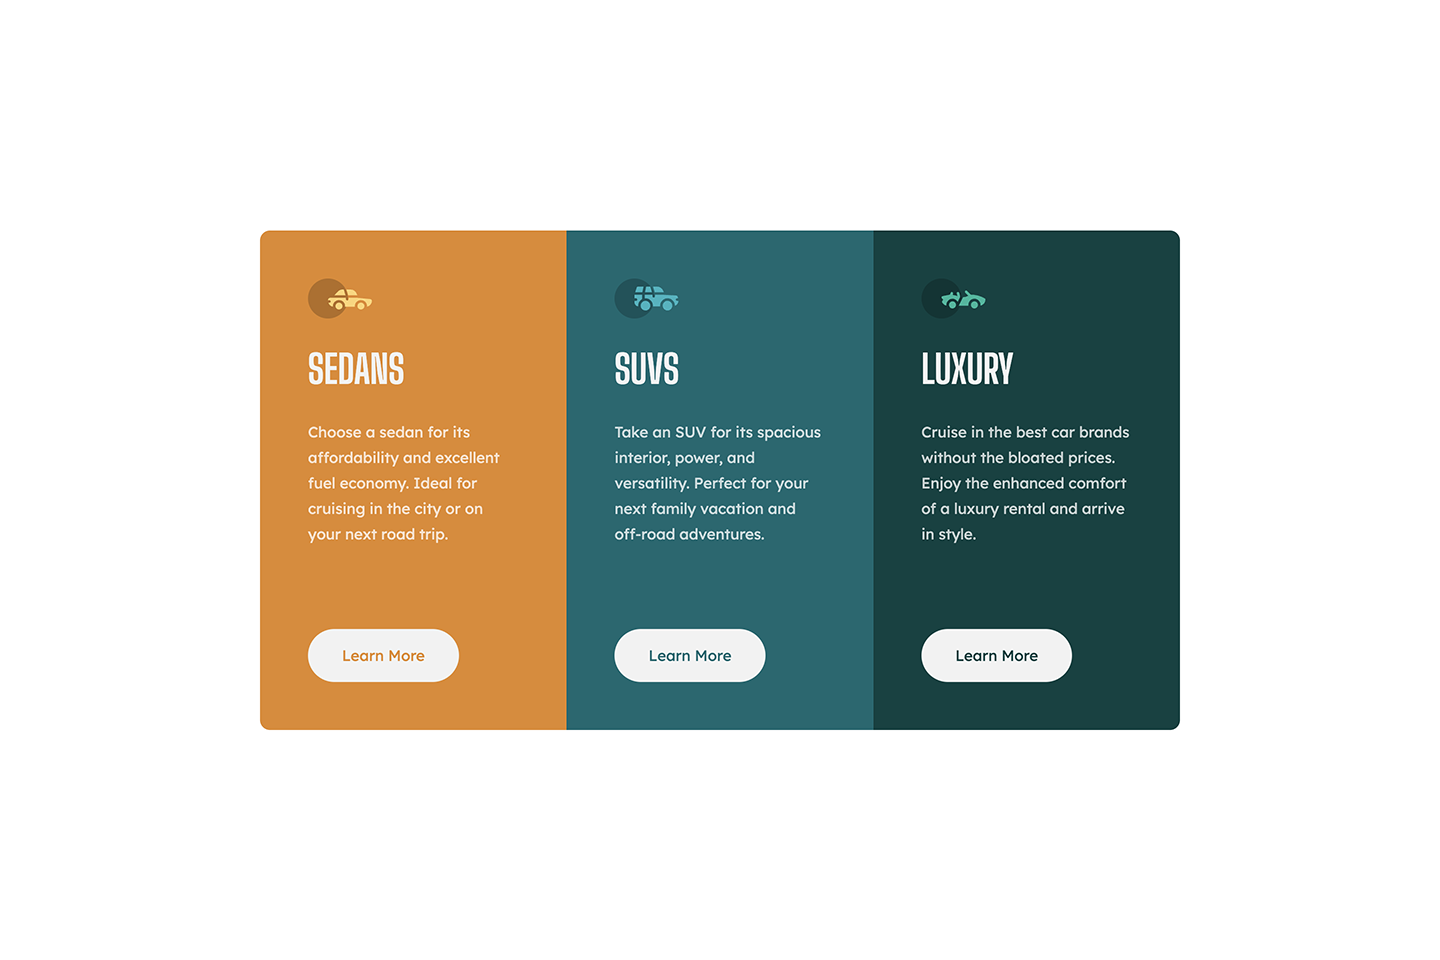 SEDANS
Choose a sedan for its
affordability and excellent
fuel economy. Ideal for
cruising in the city or on
your next road trip.
Learn More
SUVS
Take an SUV for its spacious
interior, power, and
versatility. Perfect for your
next family vacation and
off-road adventures.
Learn More
LUXURY
Cruise in the best car brands
without the bloated prices.
Enjoy the enhanced comfort
of a luxury rental and arrive
in style.
Learn More